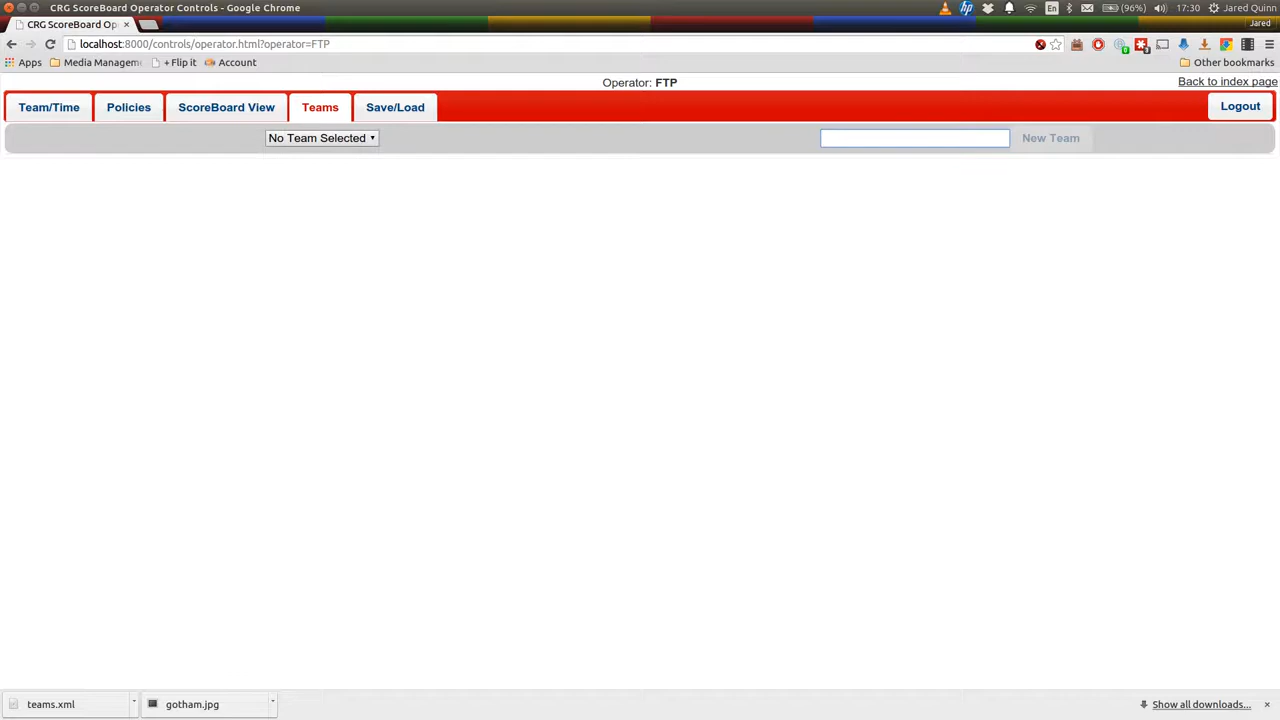 CRG ScoreBoard Operator Controls - Google Chrome
En (96%) 17:30 Jared Quinn
CRG ScoreBoard Op × Jared
localhost:8000/controls/operator.html?operator=FTP
Apps Media Managem + Flip it Account Other bookmarks
Operator: FTP Back to index page
Team/Time Policies ScoreBoard View Teams Save/Load Logout
No Team Selected New Team
teams.xml gotham.jpg Show all downloads... ×